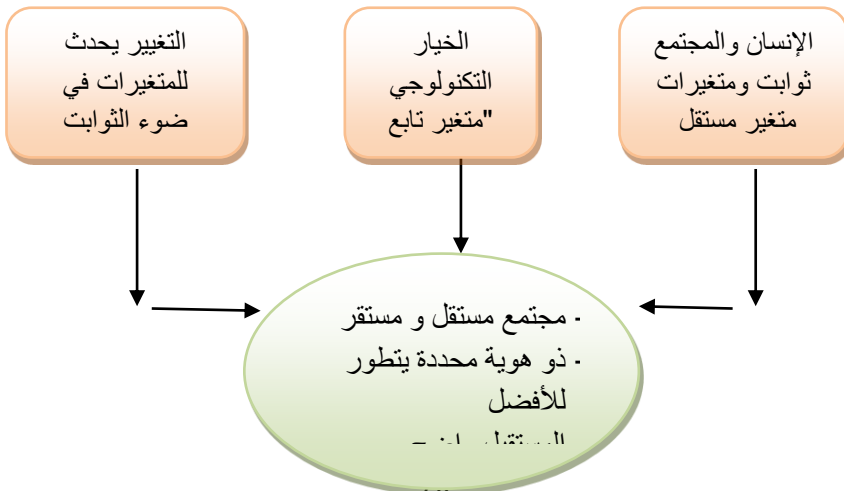 الإنسان والمجتمع
ثوابت ومتغيرات
متغير مستقل
الخيار
التكنولوجي
"متغير تابع
التغيير يحدث
للمتغيرات في
ضوء الثوابت
- مجتمع مستقل و مستقر
- ذو هوية محددة يتطور
للأفضل